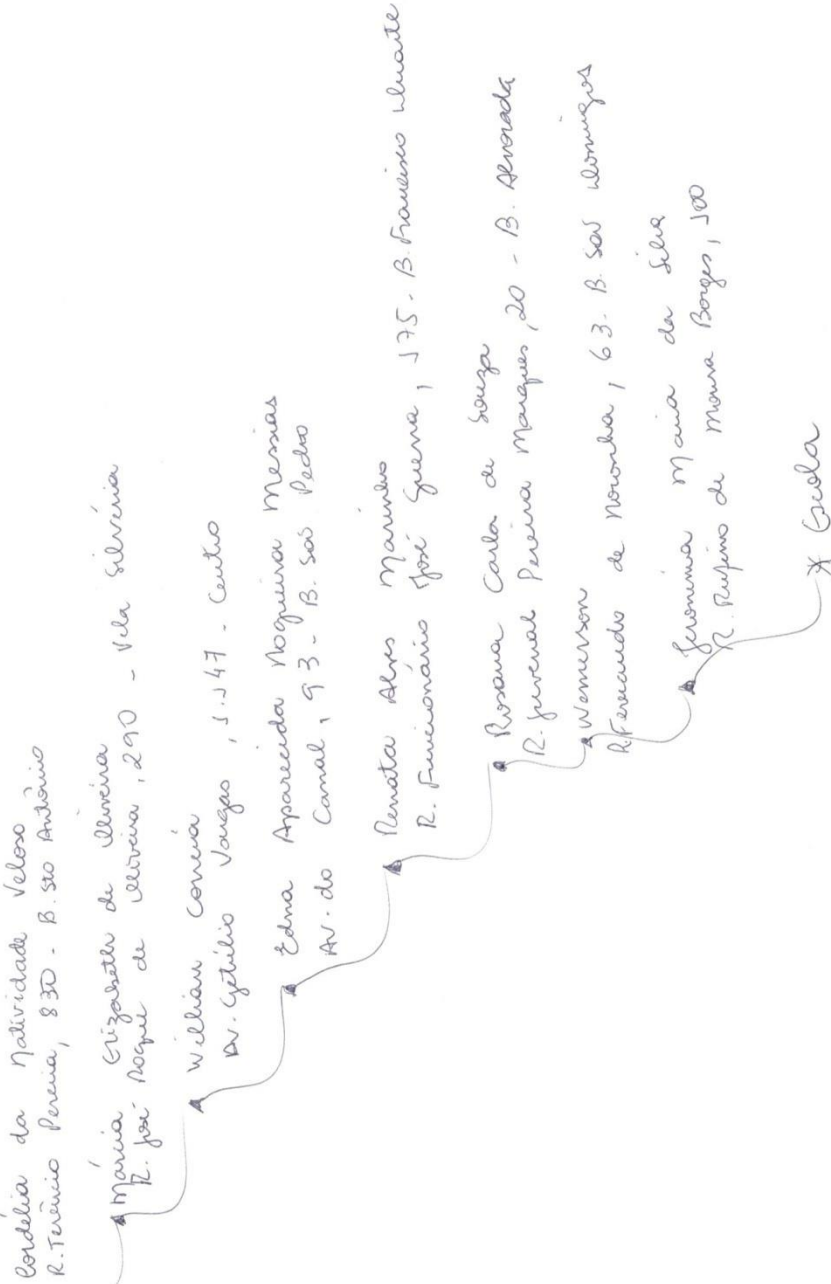 Cordélia da Natividade Veloso
R. Terêncio Pereira, 830 - B. Sto Antônio
Márcia Elizabeth de Oliveira
R. José Roque de Oliveira, 290 - Vila Silvéria
Willian Correia
Av. Getúlio Vargas, 1.147 - Centro
Edna Aparecida Nogueira Messias
Av. do Canal, 93 - B. São Pedro
Renata Alves Marinho
R. Funcionário José Guerra, 175 - B. Francisco Duarte
Rosana Carla de Souza
R. Juvenal Pereira Marques, 20 - B. Alvorada
Wemerson
R. Fernando de Noronha, 63 - B. São Domingos
Jeronima Maria da Silva
R. Rufino de Moura Borges, 100
* Escola